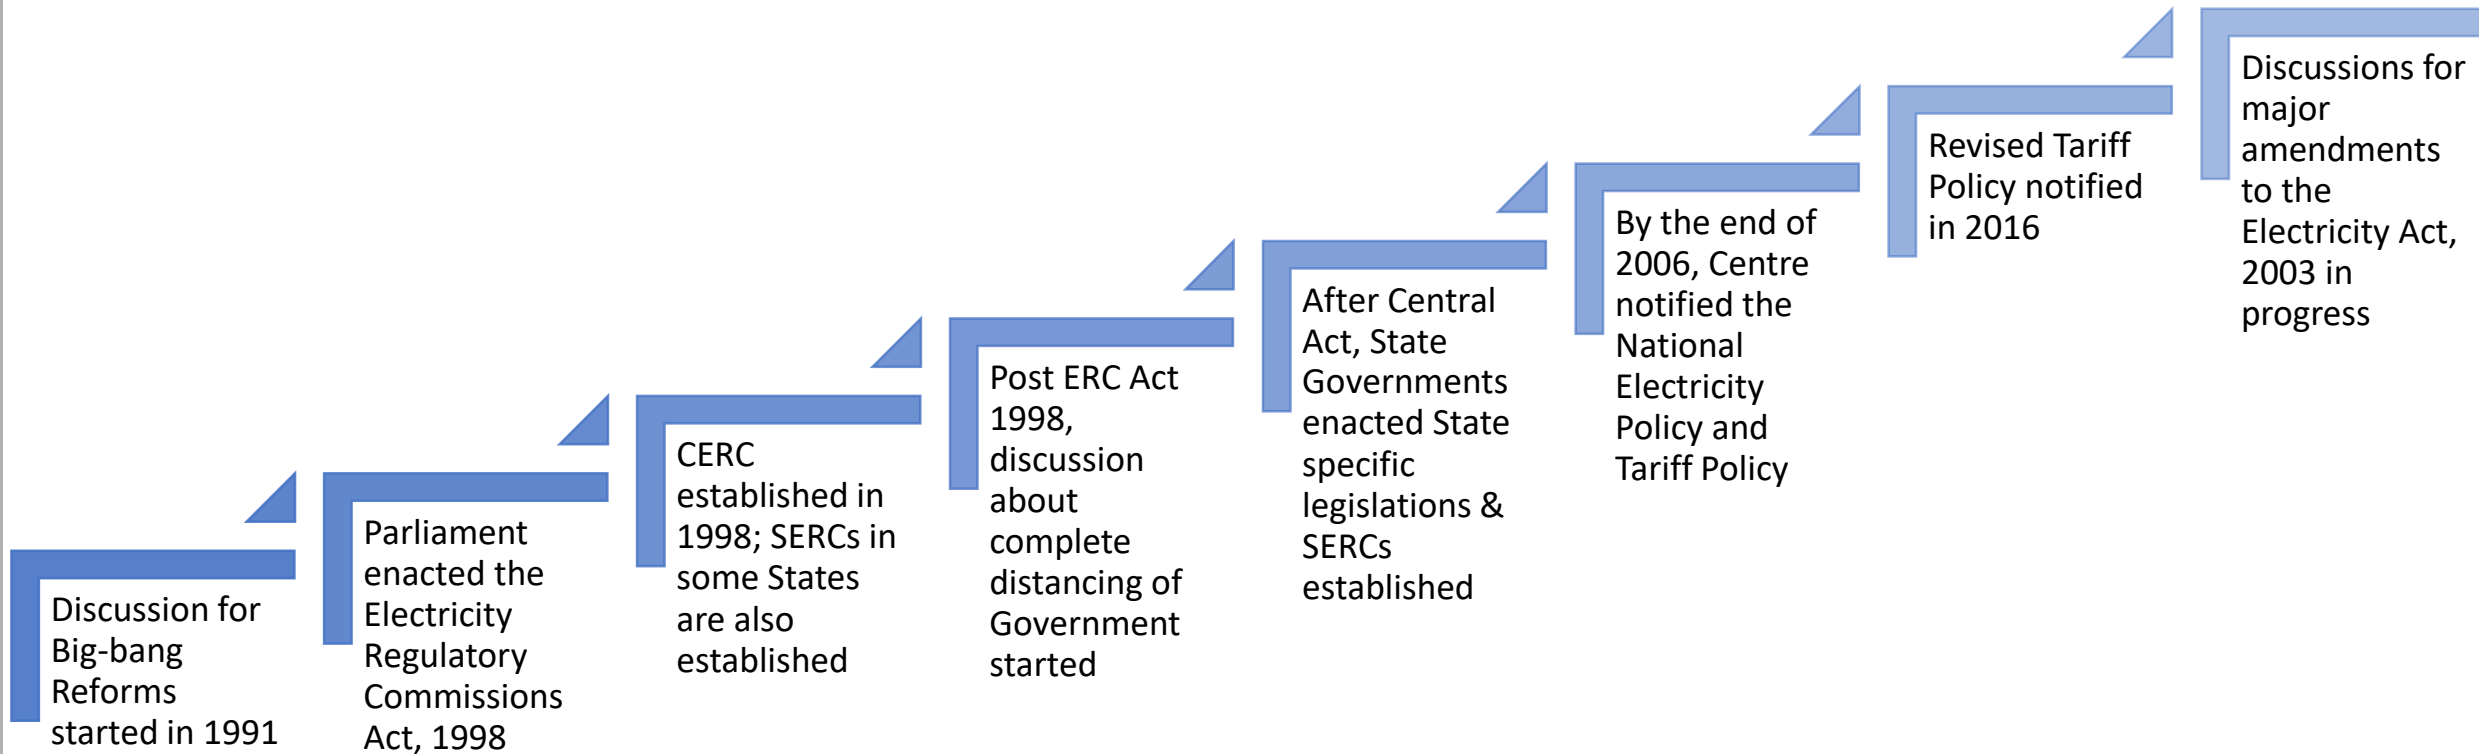 Discussion for
Big-bang
Reforms
started in 1991
Parliament
enacted the
Electricity
Regulatory
Commissions
Act, 1998
CERC
established in
1998; SERCs in
some States
are also
established
Post ERC Act
1998,
discussion
about
complete
distancing of
Government
started
After Central
Act, State
Governments
enacted State
specific
legislations &
SERCs
established
By the end of
2006, Centre
notified the
National
Electricity
Policy and
Tariff Policy
Revised Tariff
Policy notified
in 2016
Discussions for
major
amendments
to the
Electricity Act,
2003 in
progress